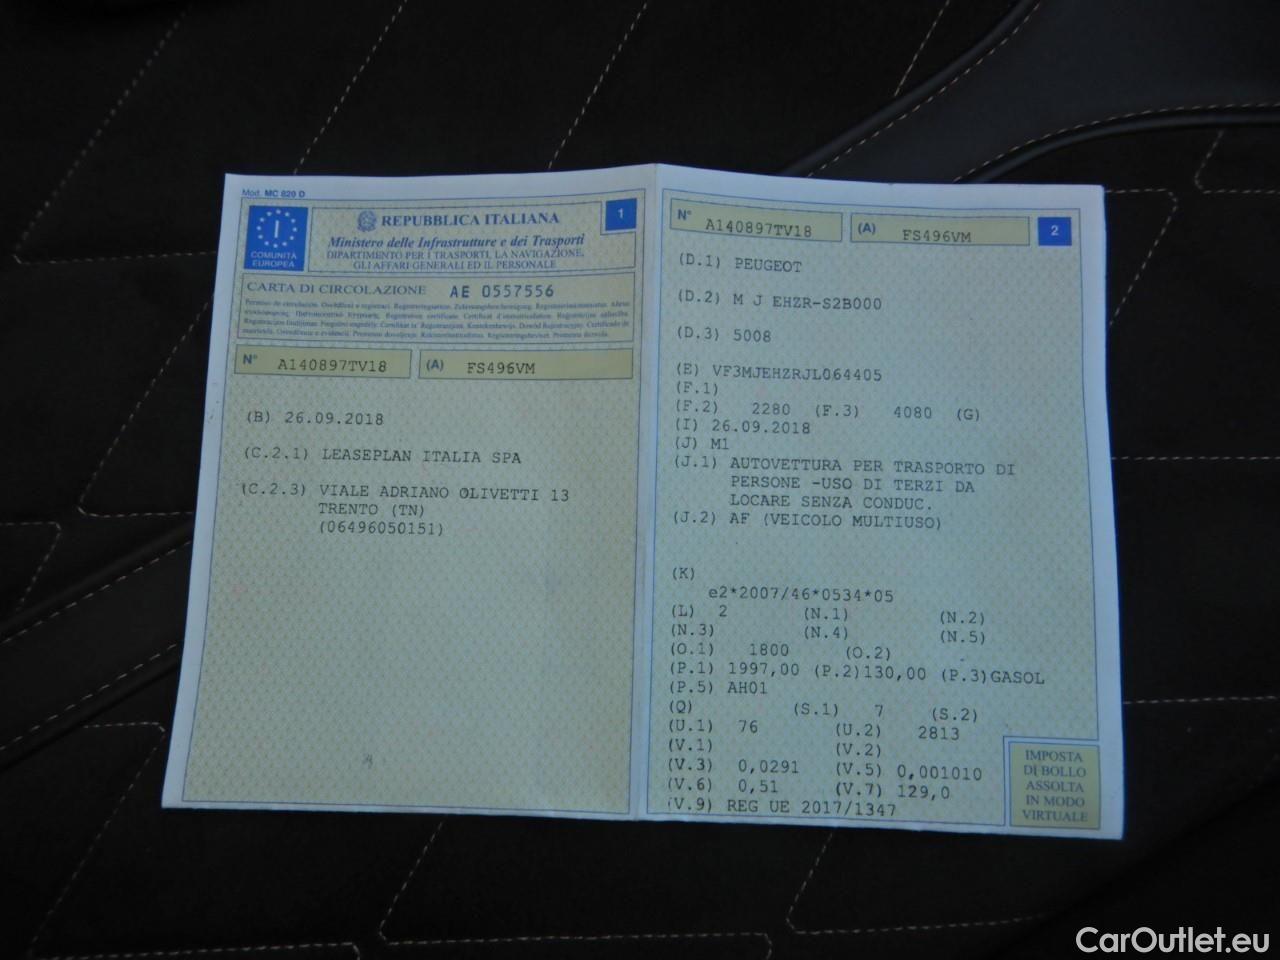 Mod. MC 820 D
I
COMUNITÀ
EUROPEA
REPUBBLICA ITALIANA
1
Ministero delle Infrastrutture e dei Trasporti
DIPARTIMENTO PER I TRASPORTI, LA NAVIGAZIONE,
GLI AFFARI GENERALI ED IL PERSONALE
CARTA DI CIRCOLAZIONE AE 0557556
N° A140897TV18 (A) FS496VM
(B) 26.09.2018
(C.2.1) LEASEPLAN ITALIA SPA
(C.2.3) VIALE ADRIANO OLIVETTI 13
TRENTO (TN)
(06496050151)
N° A140897TV18 (A) FS496VM 2
(D.1) PEUGEOT
(D.2) M J EHZR-S2B000
(D.3) 5008
(E) VF3MJEHZRJL064405
(F.1)
(F.2) 2280 (F.3) 4080 (G)
(I) 26.09.2018
(J) M1
(J.1) AUTOVETTURA PER TRASPORTO DI
PERSONE -USO DI TERZI DA
LOCARE SENZA CONDUC.
(J.2) AF (VEICOLO MULTIUSO)
(K)
e2*2007/46*0534*05
(L) 2 (N.1) (N.2)
(N.3) (N.4) (N.5)
(O.1) 1800 (O.2)
(P.1) 1997,00 (P.2)130,00 (P.3)GASOL
(P.5) AH01
(Q) (S.1) 7 (S.2)
(U.1) 76 (U.2) 2813
(V.1) (V.2)
(V.3) 0,0291 (V.5) 0,001010
(V.6) 0,51 (V.7) 129,0
(V.9) REG UE 2017/1347
IMPOSTA
DI BOLLO
ASSOLTA
IN MODO
VIRTUALE
CarOutlet.eu